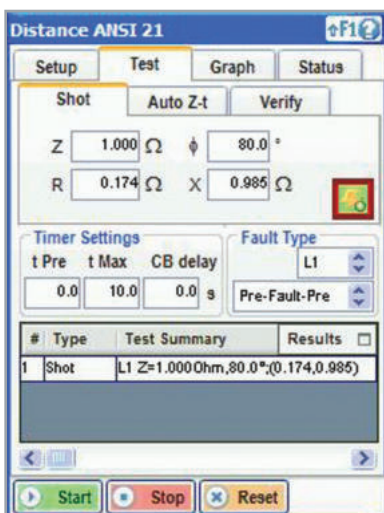 Distance ANSI 21 ⇧F1?
Setup Test Graph Status
Shot Auto Z-t Verify
Z 1.000 Ω ϕ 80.0 °
R 0.174 Ω X 0.985 Ω
Timer Settings Fault Type
t Pre t Max CB delay L1
0.0 10.0 0.0 s Pre-Fault-Pre
# Type Test Summary Results
1 Shot L1 Z=1.000Ohm,80.0°;(0.174,0.985)
Start Stop Reset